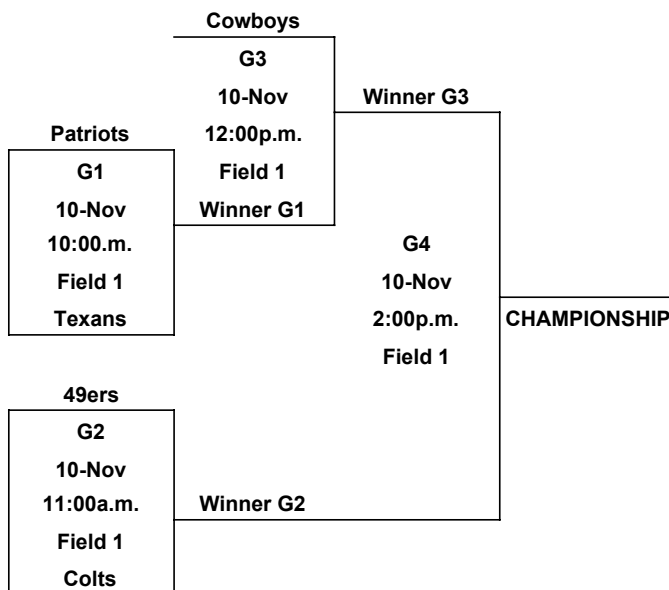 Cowboys
G3
10-Nov
12:00p.m.
Field 1
Winner G1
Winner G3
Patriots
G1
10-Nov
10:00.m.
Field 1
Texans
G4
10-Nov
2:00p.m.
Field 1
CHAMPIONSHIP
49ers
G2
10-Nov
11:00a.m.
Field 1
Colts
Winner G2